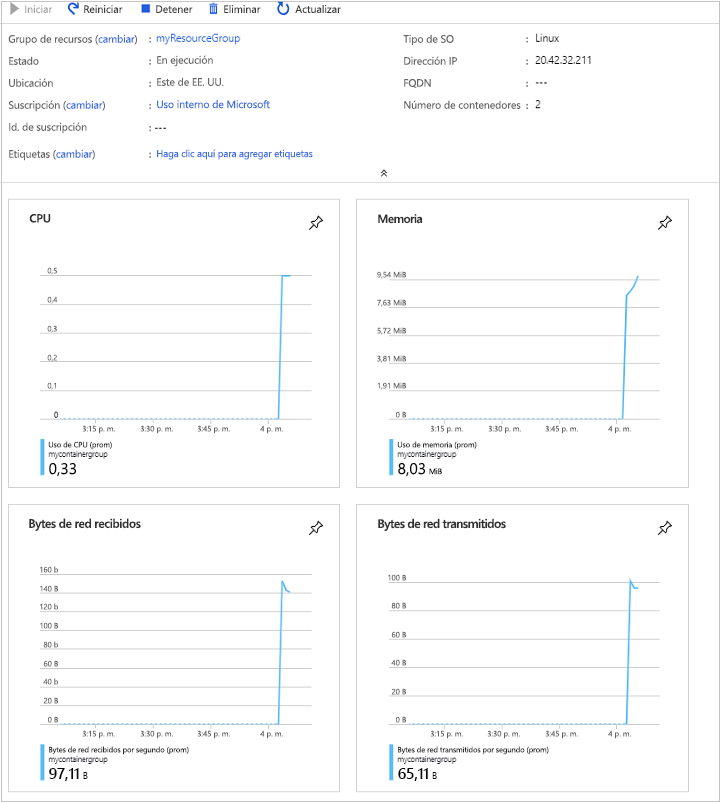 Iniciar Reiniciar Detener Eliminar Actualizar
Grupo de recursos (cambiar) : myResourceGroup
Estado : En ejecución
Ubicación : Este de EE. UU.
Suscripción (cambiar) : Uso interno de Microsoft
Id. de suscripción : ---
Etiquetas (cambiar) : Haga clic aquí para agregar etiquetas
Tipo de SO : Linux
Dirección IP : 20.42.32.211
FQDN : ---
Número de contenedores : 2
CPU
0,5
0,4
0,3
0,2
0,1
0
3:15 p. m. 3:30 p. m. 3:45 p. m. 4 p. m.
Uso de CPU (prom)
mycontainergroup
0,33
Memoria
9,54 MiB
7,63 MiB
5,72 MiB
3,81 MiB
1,91 MiB
0 B
3:15 p. m. 3:30 p. m. 3:45 p. m. 4 p. m.
Uso de memoria (prom)
mycontainergroup
8,03 MiB
Bytes de red recibidos
160 b
140 B
120 b
100 B
80 b
60 B
40 b
20 B
0 B
3:15 p. m. 3:30 p. m. 3:45 p. m. 4 p. m.
Bytes de red recibidos por segundo (prom)
mycontainergroup
97,11 B
Bytes de red transmitidos
100 B
80 B
60 B
40 B
20 B
0 B
3:15 p. m. 3:30 p. m. 3:45 p. m. 4 p. m.
Bytes de red transmitidos por segundo (prom)
mycontainergroup
65,11 B